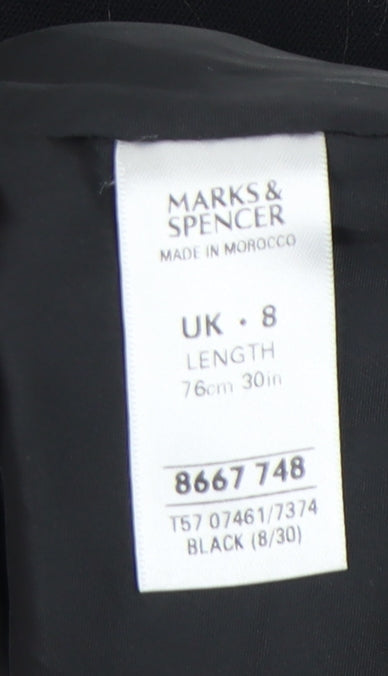 MARKS &
SPENCER
MADE IN MOROCCO
UK • 8
LENGTH
76cm 30in
8667 748
T57 07461/7374
BLACK (8/30)